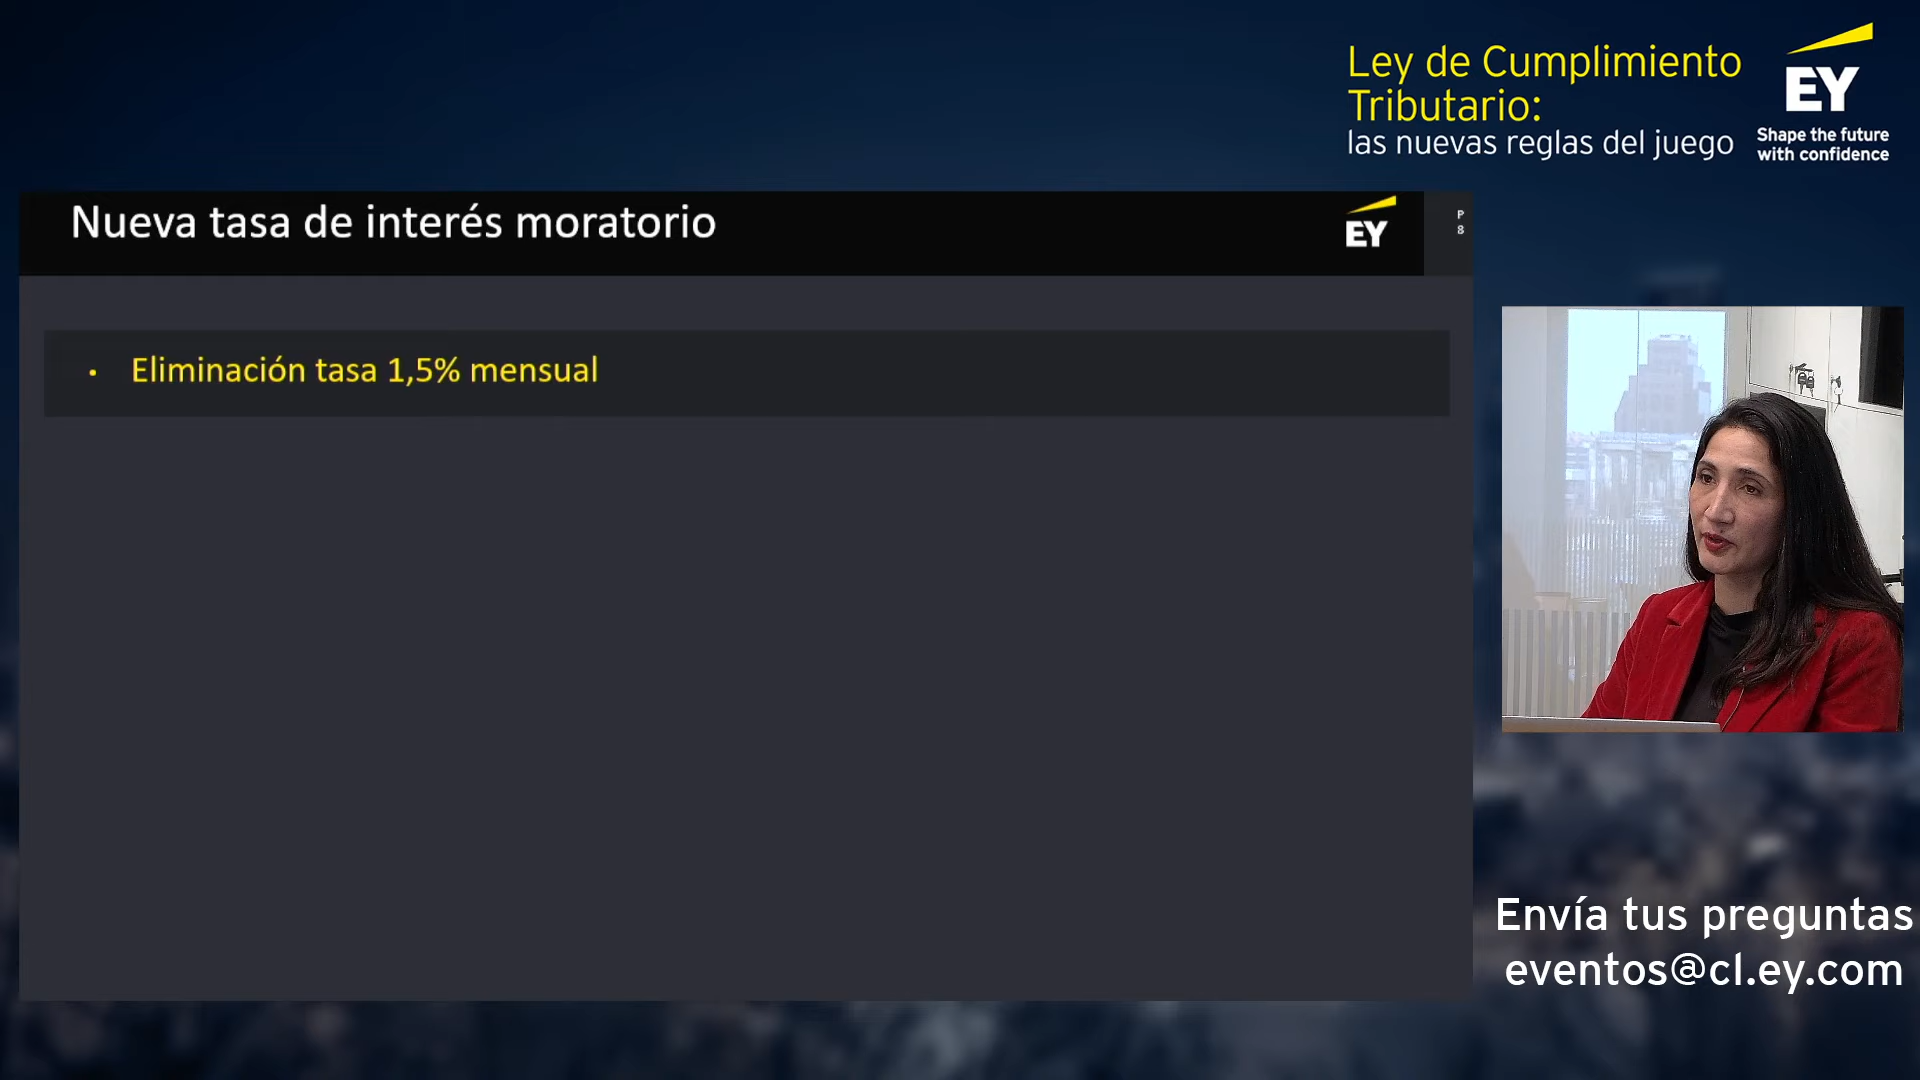 Ley de Cumplimiento
Tributario:
las nuevas reglas del juego
EY
Shape the future
with confidence
Nueva tasa de interés moratorio
EY
P
8
• Eliminación tasa 1,5% mensual
Envía tus preguntas
eventos@cl.ey.com